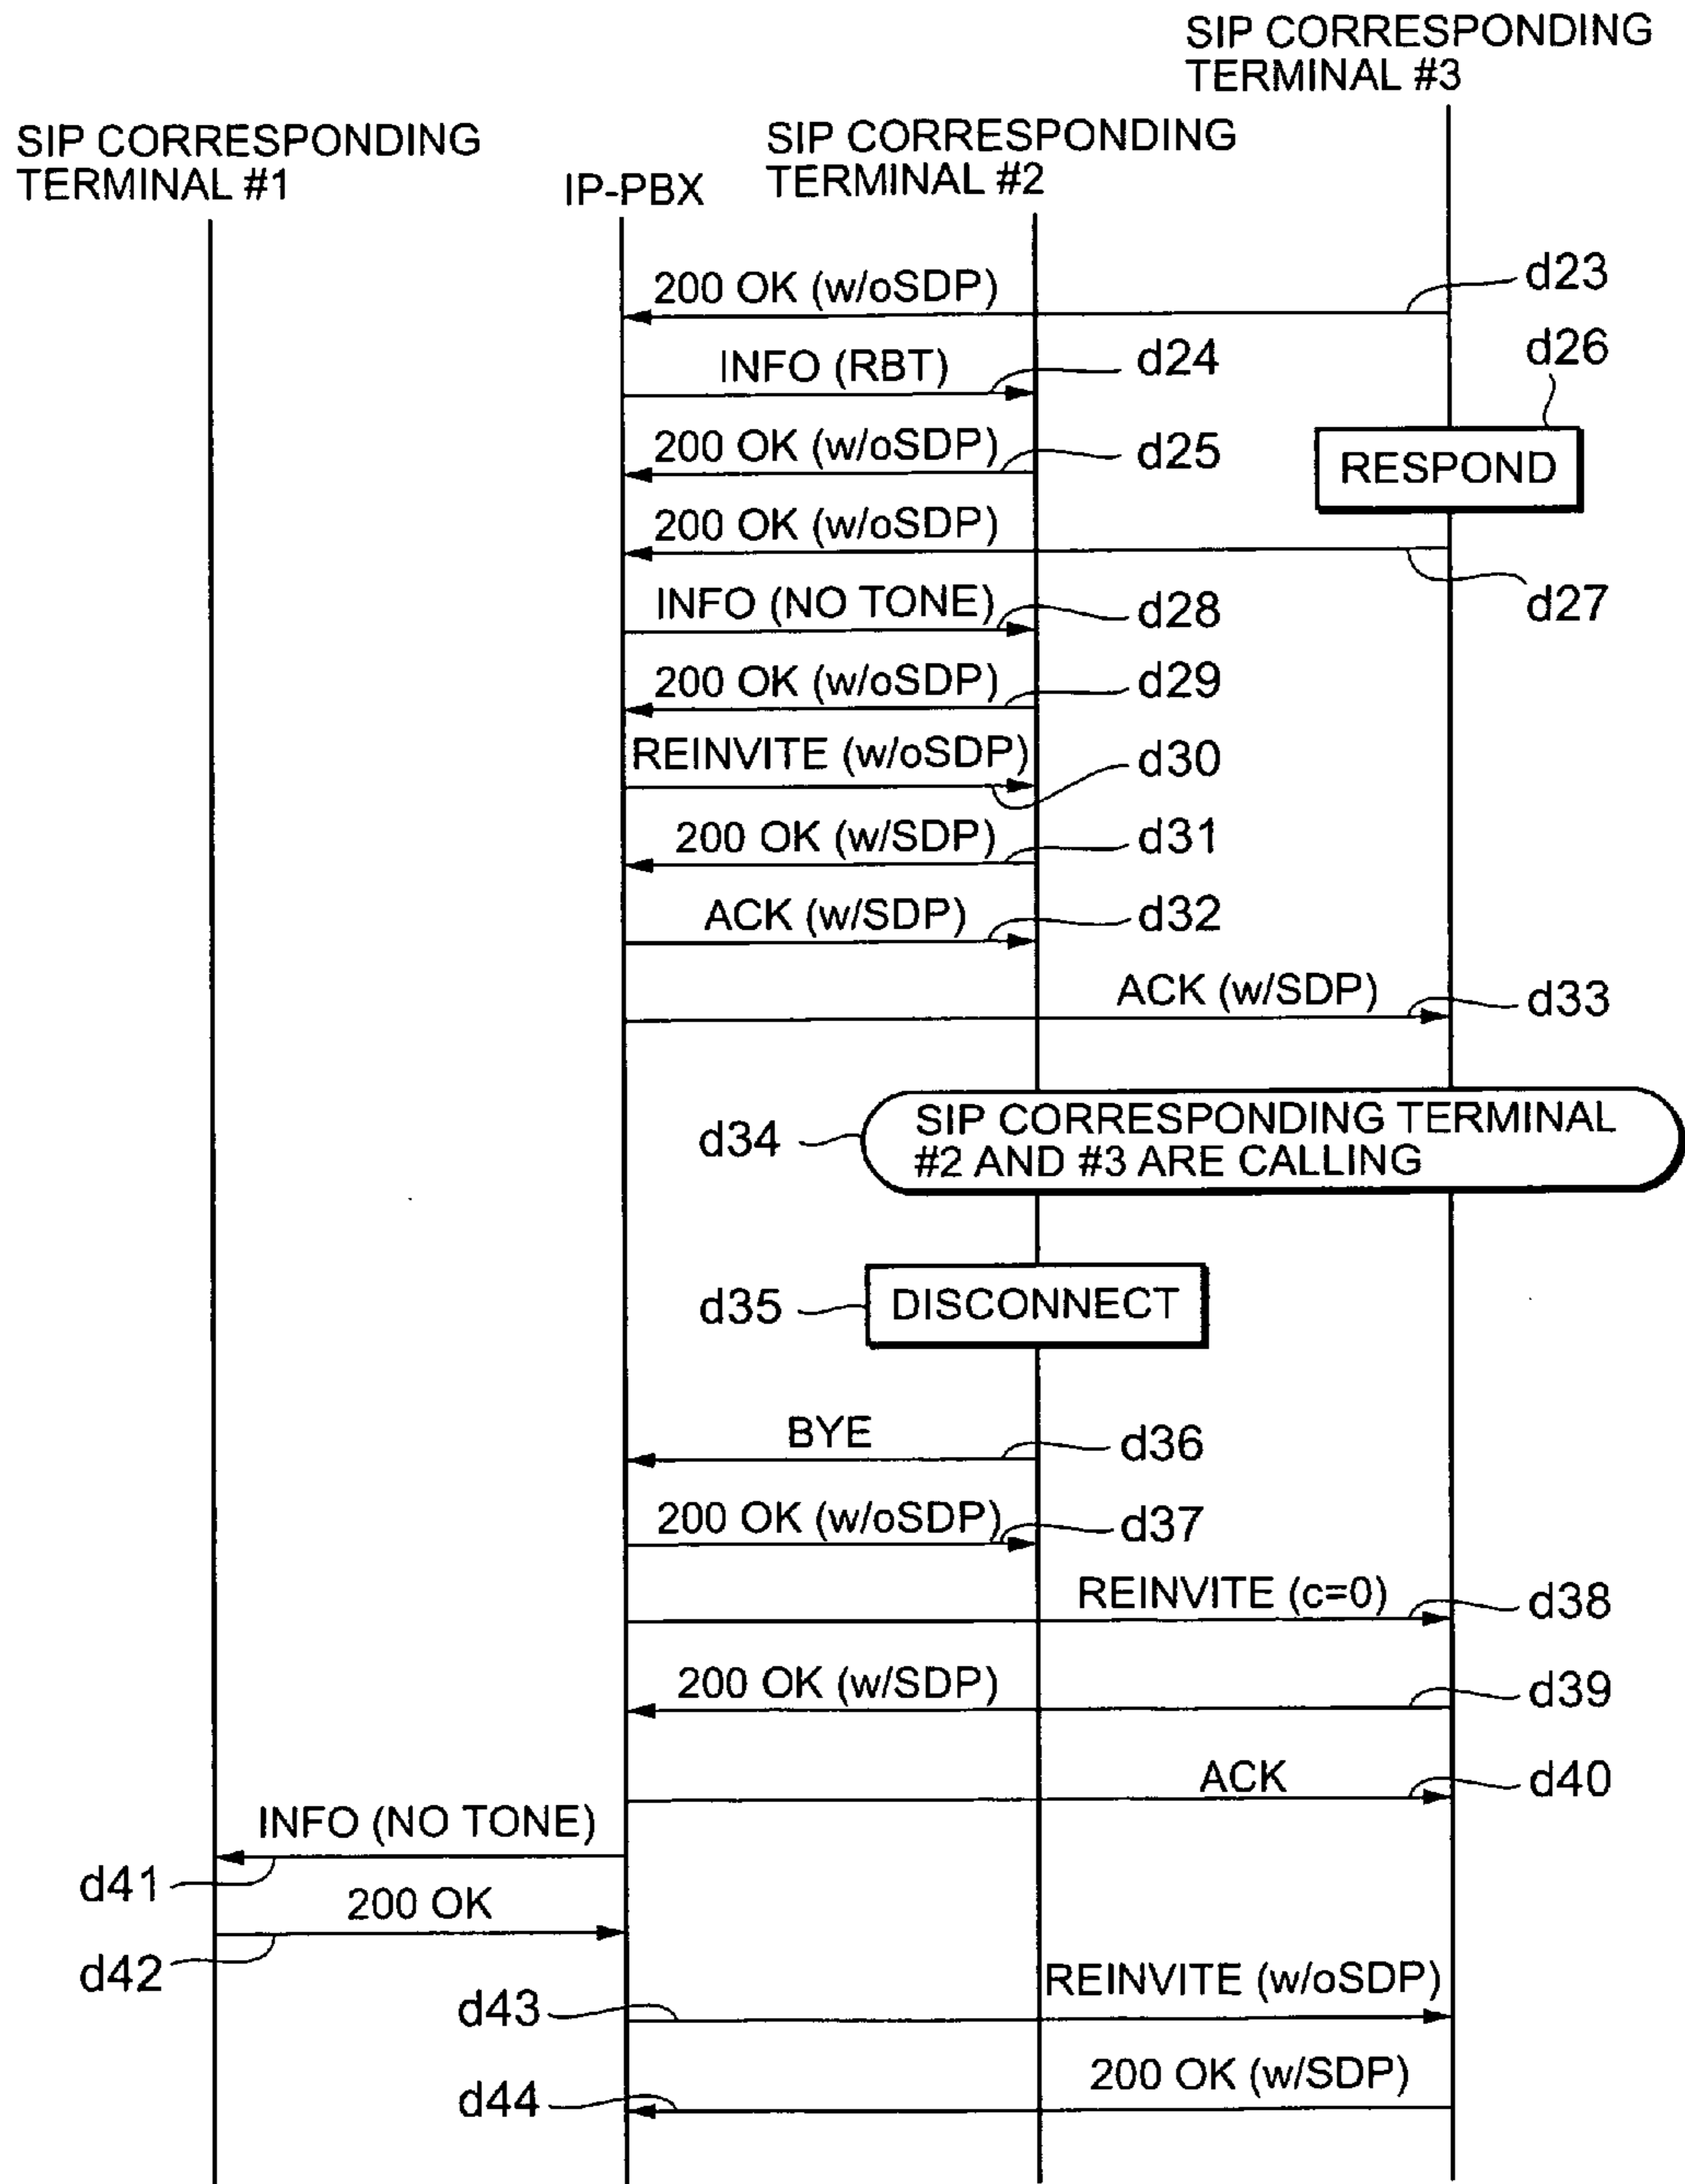 SIP CORRESPONDING
TERMINAL #3
SIP CORRESPONDING
TERMINAL #1
IP-PBX
SIP CORRESPONDING
TERMINAL #2
200 OK (w/oSDP)
d23
INFO (RBT)
d24
d26
200 OK (w/oSDP)
d25
RESPOND
200 OK (w/oSDP)
d27
INFO (NO TONE)
d28
200 OK (w/oSDP)
d29
REINVITE (w/oSDP)
d30
200 OK (w/SDP)
d31
ACK (w/SDP)
d32
ACK (w/SDP)
d33
d34
SIP CORRESPONDING TERMINAL
#2 AND #3 ARE CALLING
d35
DISCONNECT
BYE
d36
200 OK (w/oSDP)
d37
REINVITE (c=0)
d38
200 OK (w/SDP)
d39
ACK
d40
INFO (NO TONE)
d41
200 OK
d42
REINVITE (w/oSDP)
d43
200 OK (w/SDP)
d44